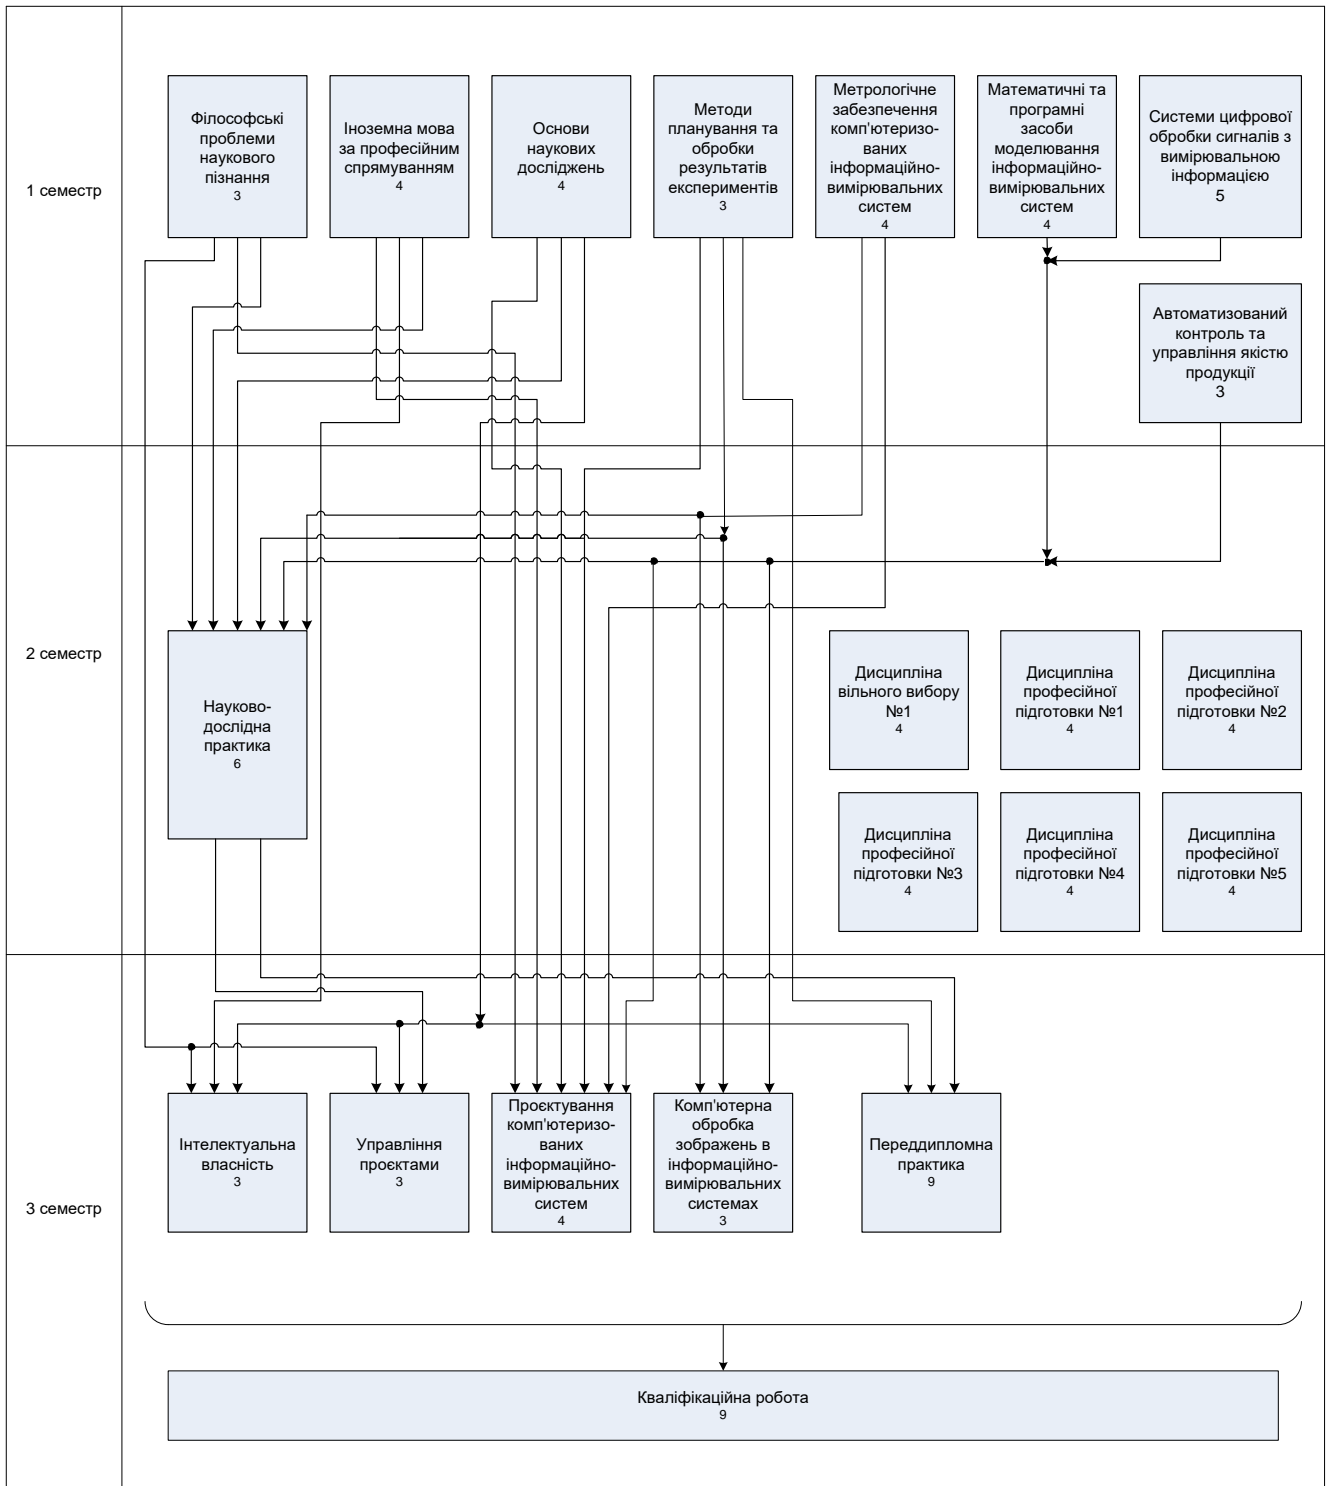 1 семестр
Філософські
проблеми
наукового
пізнання
3
Іноземна мова
за професійним
спрямуванням
4
Основи
наукових
досліджень
4
Методи
планування та
обробки
результатів
експериментів
3
Метрологічне
забезпечення
комп'ютеризо-
ваних
інформаційно-
вимірювальних
систем
4
Математичні та
програмні
засоби
моделювання
інформаційно-
вимірювальних
систем
4
Системи цифрової
обробки сигналів з
вимірювальною
інформацією
5
Автоматизований
контроль та
управління якістю
продукції
3
2 семестр
Науково-
дослідна
практика
6
Дисципліна
вільного вибору
№1
4
Дисципліна
професійної
підготовки №1
4
Дисципліна
професійної
підготовки №2
4
Дисципліна
професійної
підготовки №3
4
Дисципліна
професійної
підготовки №4
4
Дисципліна
професійної
підготовки №5
4
3 семестр
Інтелектуальна
власність
3
Управління
проєктами
3
Проєктування
комп'ютеризо-
ваних
інформаційно-
вимірювальних
систем
4
Комп'ютерна
обробка
зображень в
інформаційно-
вимірювальних
системах
3
Переддипломна
практика
9
Кваліфікаційна робота
9